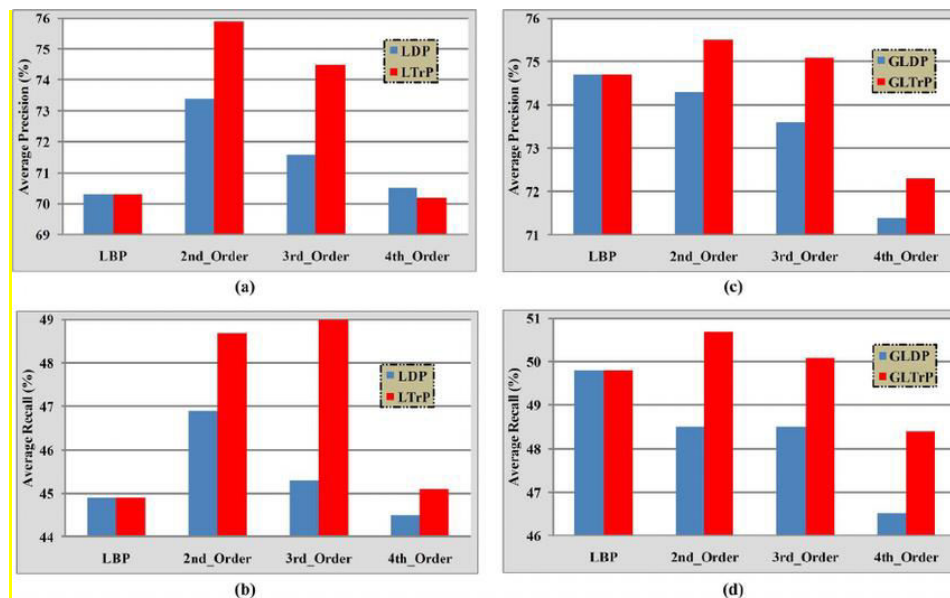 76
75
74
73
72
71
70
69
Average Precision (%)
LDP
LTrP
LBP
2nd_Order
3rd_Order
4th_Order
(a)
76
75
74
73
72
71
Average Precision (%)
GLDP
GLTrP
LBP
2nd_Order
3rd_Order
4th_Order
(c)
49
48
47
46
45
44
Average Recall (%)
LDP
LTrP
LBP
2nd_Order
3rd_Order
4th_Order
(b)
51
50
49
48
47
46
Average Recall (%)
GLDP
GLTrP
LBP
2nd_Order
3rd_Order
4th_Order
(d)